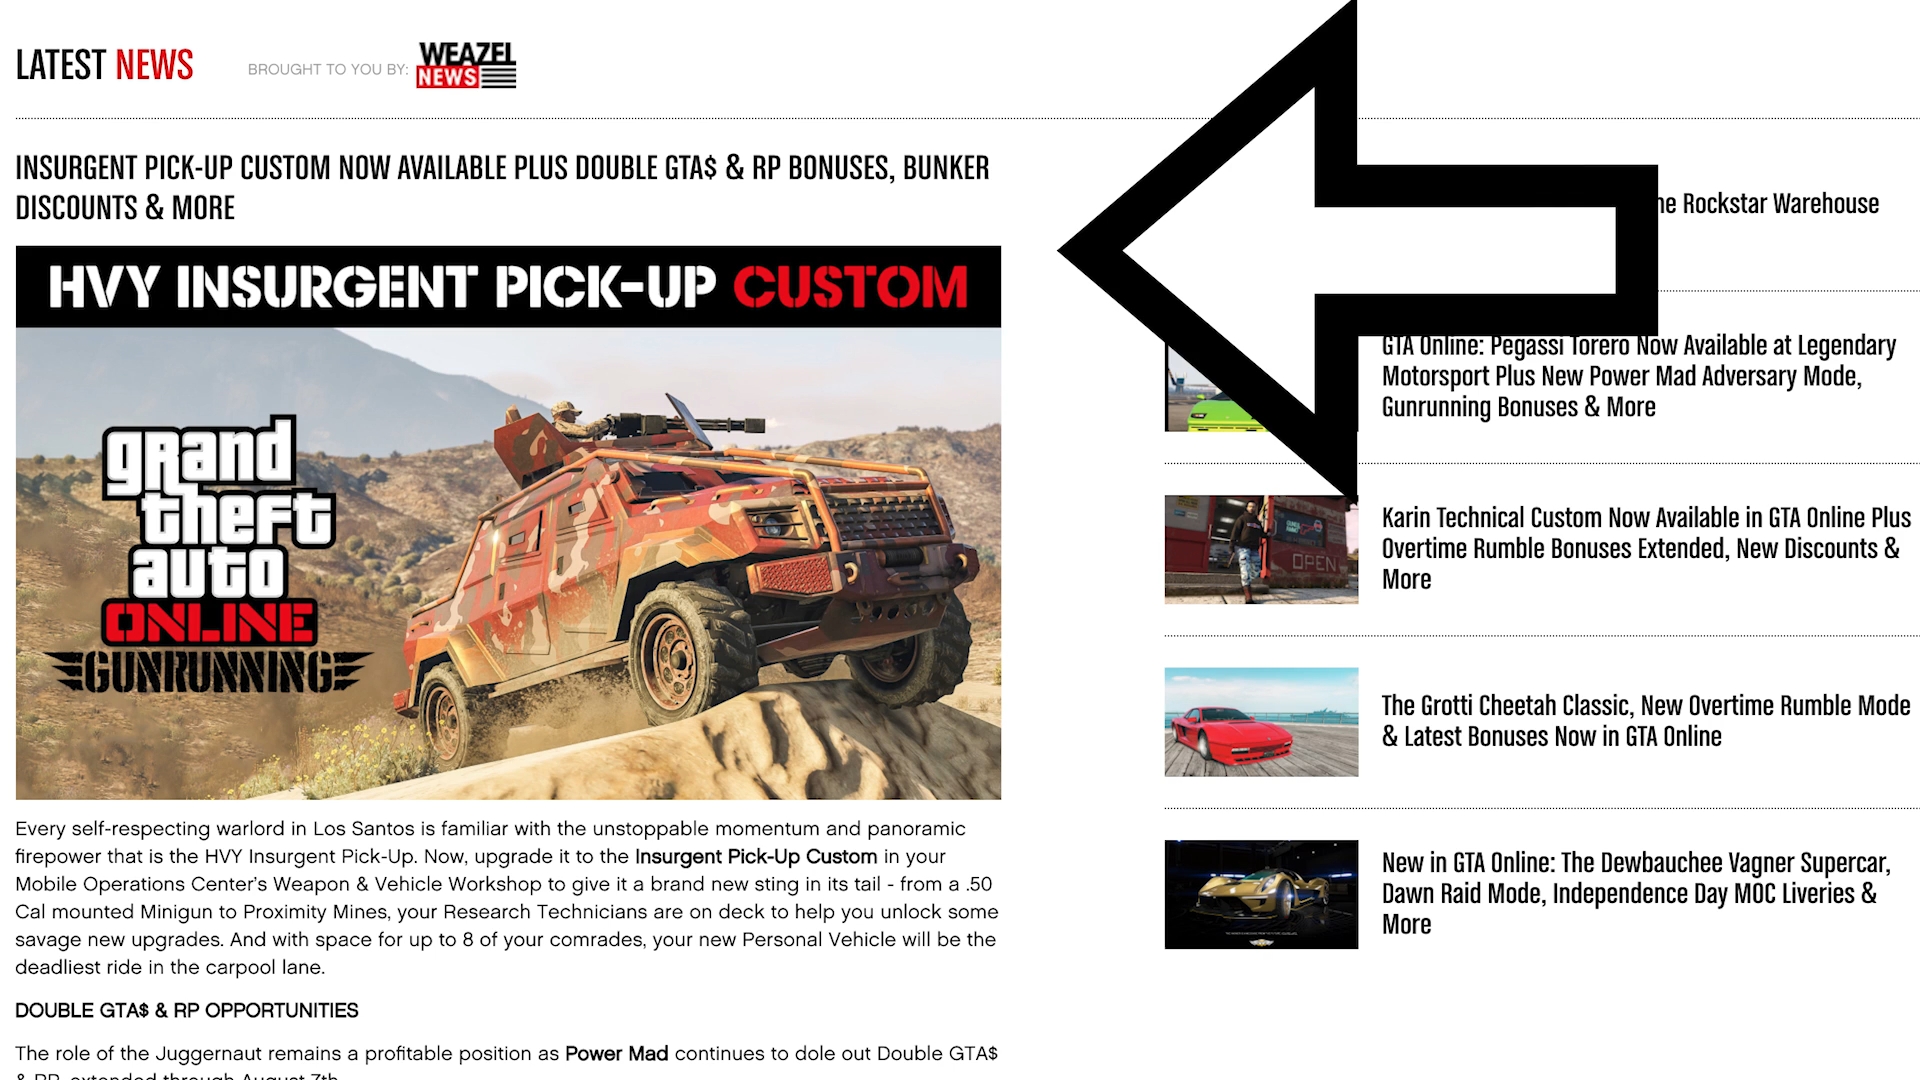 LATEST NEWS
BROUGHT TO YOU BY:
WEAZEL
NEWS
INSURGENT PICK-UP CUSTOM NOW AVAILABLE PLUS DOUBLE GTA$ & RP BONUSES, BUNKER
DISCOUNTS & MORE
HVY INSURGENT PICK-UP CUSTOM
grand
theft
auto
ONLINE
GUNRUNNING
Every self-respecting warlord in Los Santos is familiar with the unstoppable momentum and panoramic
firepower that is the HVY Insurgent Pick-Up. Now, upgrade it to the Insurgent Pick-Up Custom in your
Mobile Operations Center's Weapon & Vehicle Workshop to give it a brand new sting in its tail - from a .50
Cal mounted Minigun to Proximity Mines, your Research Technicians are on deck to help you unlock some
savage new upgrades. And with space for up to 8 of your comrades, your new Personal Vehicle will be the
deadliest ride in the carpool lane.
DOUBLE GTA$ & RP OPPORTUNITIES
The role of the Juggernaut remains a profitable position as Power Mad continues to dole out Double GTA$
& RP, extended through August 7th
Rockstar Warehouse
GTA Online: Pegassi Torero Now Available at Legendary
Motorsport Plus New Power Mad Adversary Mode,
Gunrunning Bonuses & More
OPEN
Karin Technical Custom Now Available in GTA Online Plus
Overtime Rumble Bonuses Extended, New Discounts &
More
The Grotti Cheetah Classic, New Overtime Rumble Mode
& Latest Bonuses Now in GTA Online
New in GTA Online: The Dewbauchee Vagner Supercar,
Dawn Raid Mode, Independence Day MOC Liveries &
More